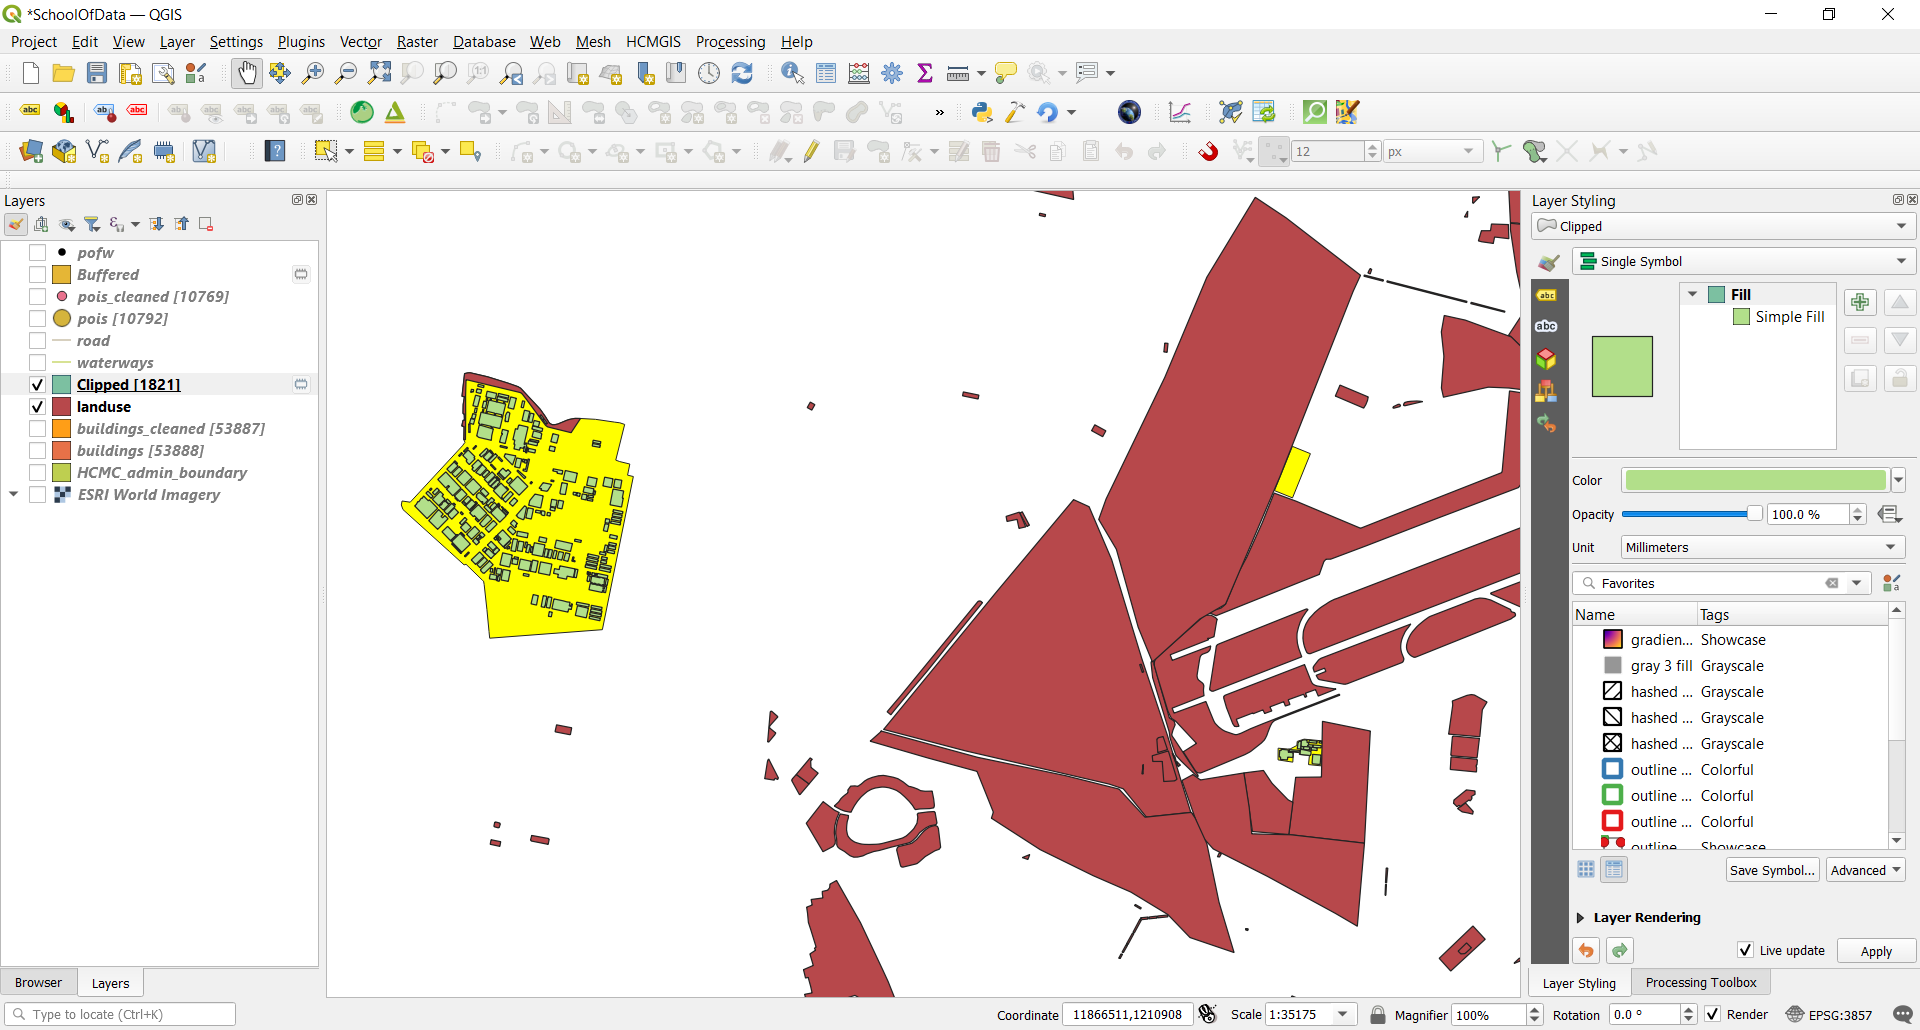 *SchoolOfData — QGIS
Project Edit View Layer Settings Plugins Vector Raster Database Web Mesh HCMGIS Processing Help
12 px
Layers
pofw
Buffered
pois_cleaned [10769]
pois [10792]
road
waterways
Clipped [1821]
landuse
buildings_cleaned [53887]
buildings [53888]
HCMC_admin_boundary
ESRI World Imagery
Browser Layers
Layer Styling
Clipped
Single Symbol
Fill
Simple Fill
Color
Opacity 100.0 %
Unit Millimeters
Favorites
Name Tags
gradien... Showcase
gray 3 fill Grayscale
hashed ... Grayscale
hashed ... Grayscale
hashed ... Grayscale
outline ... Colorful
outline ... Colorful
outline ... Colorful
outline Showcase
Save Symbol... Advanced
Layer Rendering
Live update Apply
Layer Styling Processing Toolbox
Type to locate (Ctrl+K) Coordinate 11866511,1210908 Scale 1:35175 Magnifier 100% Rotation 0.0 ° Render EPSG:3857